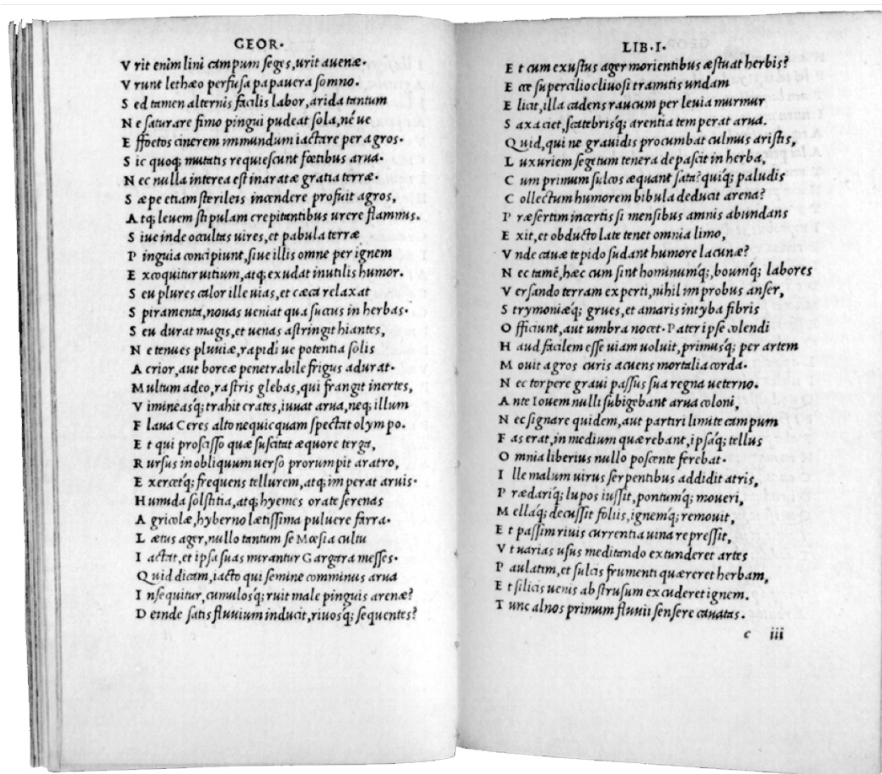 GEOR.
V rit enim lini campum seges, urit auenæ.
V runt lethæo perfusa papauera somno.
S ed tamen alternis facilis labor, arida tantum
N e saturare fimo pingui pudeat sola, né ue
E ffoetos cinerem immundum iactare per agros.
S ic quoq; mutatis requiescunt foetibus arua.
N ec nulla interea est inaratæ gratia terræ.
S æpe etiam sterileis incendere profuit agros,
A tq; leuem stipulam crepitantibus urere flammis.
S iue inde occultas uires, et pabula terræ
P inguia concipiunt, siue illis omne per ignem
E xcoquitur uitium, atq; exudat inutilis humor.
S eu plures calor ille uias, et cæca relaxat
S piramenta, nouas ueniat qua succus in herbas.
S eu durat magis, et uenas astringit hiantes,
N e tenues pluuiæ, rapidi ue potentia solis
A crior, aut boreæ penetrabile frigus adurat.
M ultum adeo, rastris glebas, qui frangit inertes,
V imineasq́; trahit crates, iuuat arua, neq; illum
F laua Ceres alto nequicquam spectat olympo.
E t qui proscisso quæ suscitat æquore terga,
R ursus in obliquum uerso prorumpit aratro,
E xercetq́; frequens tellurem, atq; imperat aruis.
H umida solstitia, atq; hyemes orate serenas
A gricolæ, hyberno lætissima puluere farra.
L ætus ager, nullo tantum se Mœsia cultu
I actat, et ipsa suas mirantur Gargara messes.
Q uid dicam, iacto qui semine comminus arua
I nsequitur, cumulosq́; ruit male pinguis arenæ?
D einde satis fluuium inducit, riuosq́; sequentes?
LIB.I.
E t cum exustus ager morientibus æstuat herbis?
E cce supercilio cliuosi tramitis undam
E licit, illa cadens raucum per leuia murmur
S axa ciet, scatebrisq́; arentia temperat arua.
Q uid, qui ne grauidis procumbat culmus aristis,
L uxuriem segetum tenera depascit in herba,
C um primum sulcos æquant sata? quiq́; paludis
C ollectum humorem bibula deducit arena?
P ræsertim incertis si mensibus amnis abundans
E xit, et obducto late tenet omnia limo,
V nde cauæ tepido sudant humore lacunæ?
N ec tamē, hæc cum sint hominumq́;, boumq́; labores
V ersando terram experti, nihil improbus anser,
S trymoniæq́; grues, et amaris intyba fibris
O fficiunt, aut umbra nocet. Pater ipse colendi
H aud facilem esse uiam uoluit, primusq́; per artem
M ouit agros curis acuens mortalia corda.
N ec torpere graui passus sua regna ueterno.
A nte Iouem nulli subigebant arua coloni,
N ec signare quidem, aut partiri limite campum
F as erat, in medium quærebant, ipsaq́; tellus
O mnia liberius nullo poscente ferebat.
I lle malum uirus serpentibus addidit atris,
P rædariq́; lupos iussit, pontumq́; moueri,
M ellaq́; decussit foliis, ignemq́; remouit,
E t passim riuis currentia uina repressit,
V t uarias usus meditando extunderet artes
P aulatim, et sulcis frumenti quæreret herbam,
E t silicis uenis abstrusum excuderet ignem.
T unc alnos primum fluuii sensere cauatas.
c iii